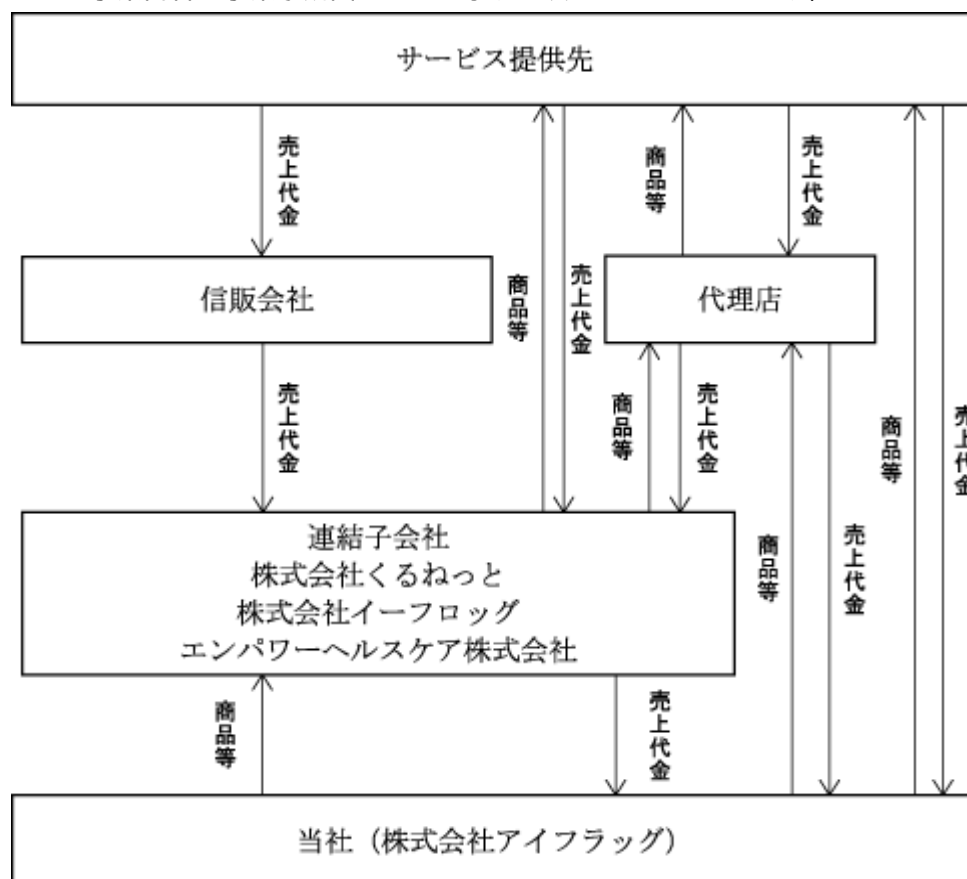 サービス提供先
売上代金
商品等
売上代金
商品等
売上代金
信販会社
代理店
売上代金
商品等
売上代金
商品等
売上代金
連結子会社
株式会社くるねっと
株式会社イーフロッグ
エンパワーヘルスケア株式会社
商品等
売上代金
商品等
売上代金
当社（株式会社アイフラッグ）